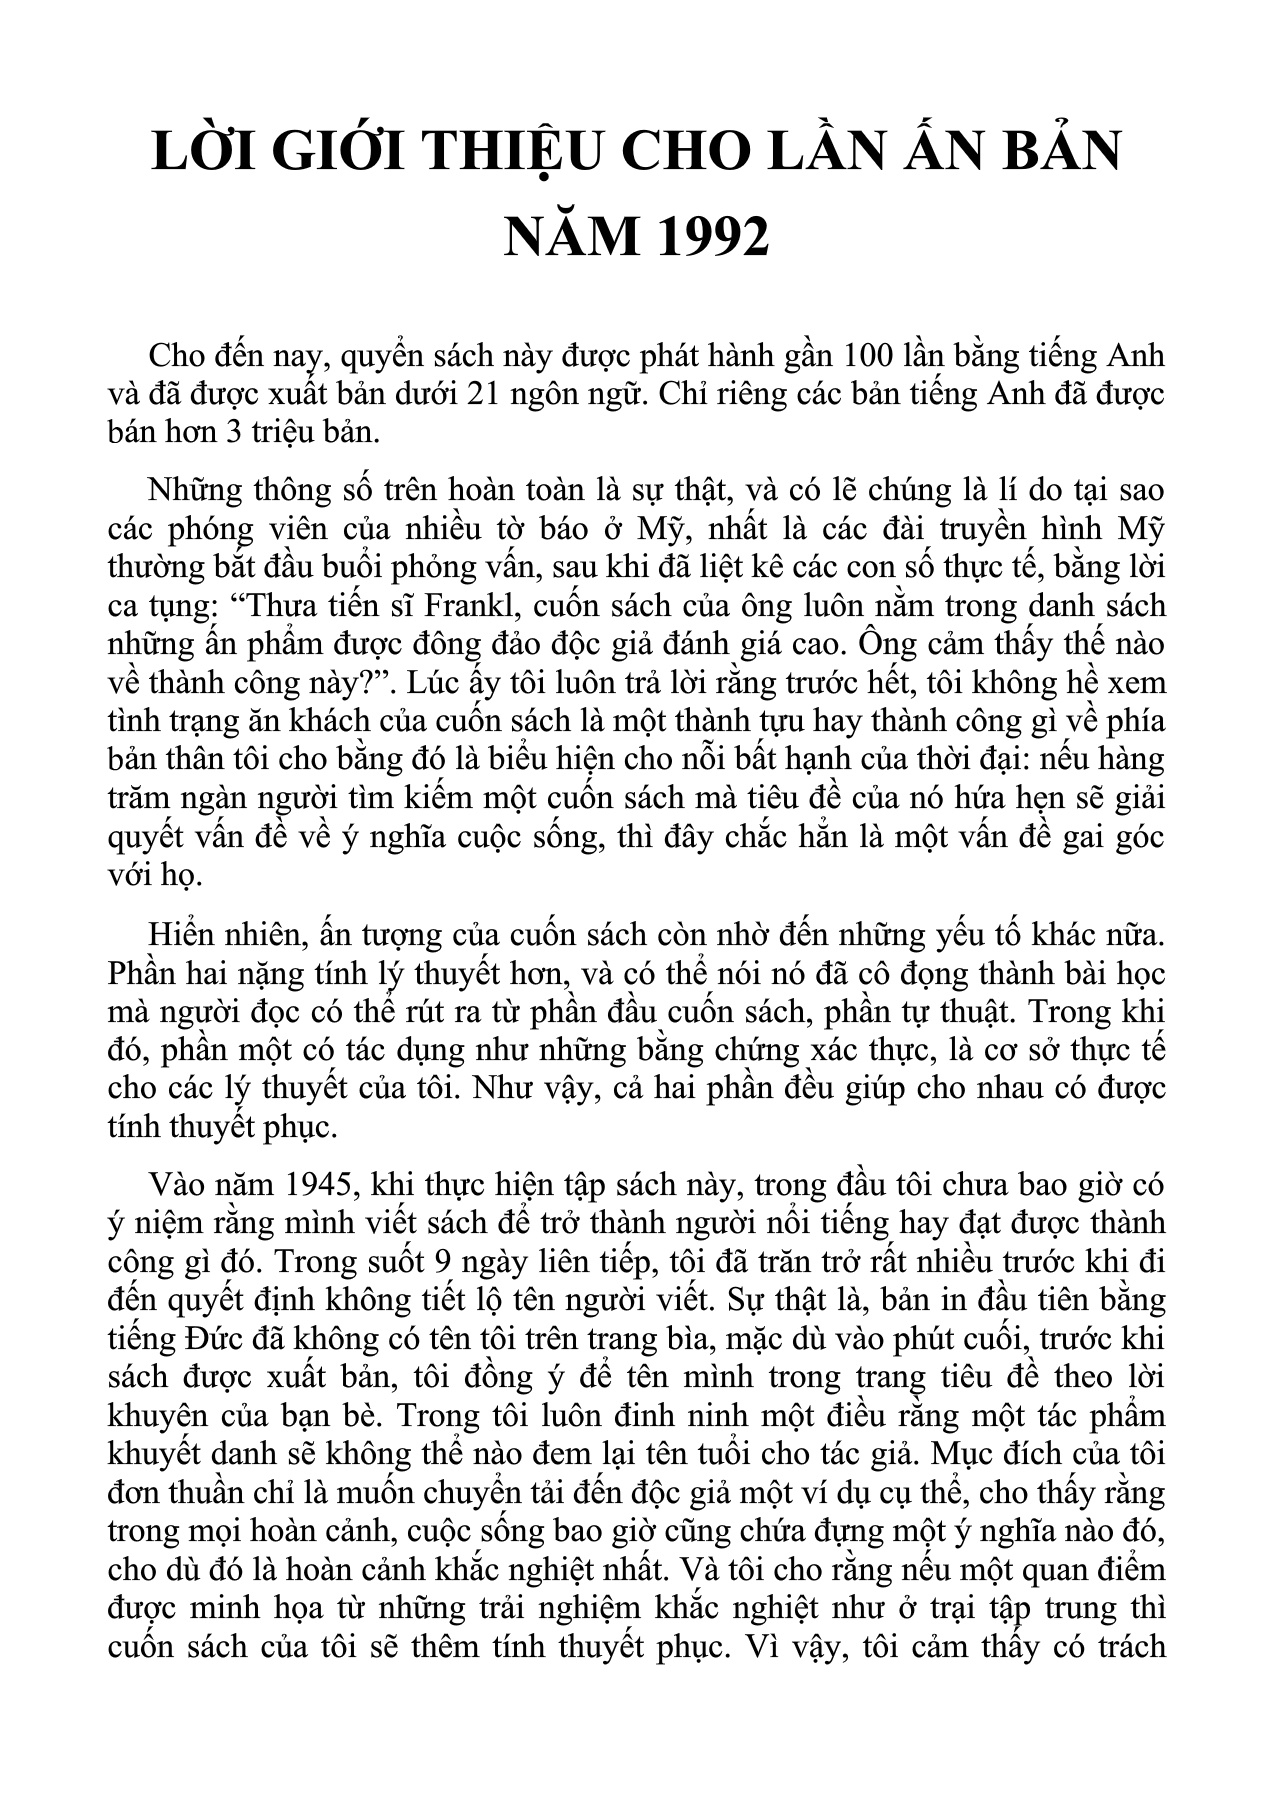 LỜI GIỚI THIỆU CHO LẦN ẤN BẢN
NĂM 1992
Cho đến nay, quyển sách này được phát hành gần 100 lần bằng tiếng Anh
và đã được xuất bản dưới 21 ngôn ngữ. Chỉ riêng các bản tiếng Anh đã được
bán hơn 3 triệu bản.
Những thông số trên hoàn toàn là sự thật, và có lẽ chúng là lí do tại sao
các phóng viên của nhiều tờ báo ở Mỹ, nhất là các đài truyền hình Mỹ
thường bắt đầu buổi phỏng vấn, sau khi đã liệt kê các con số thực tế, bằng lời
ca tụng: “Thưa tiến sĩ Frankl, cuốn sách của ông luôn nằm trong danh sách
những ấn phẩm được đông đảo độc giả đánh giá cao. Ông cảm thấy thế nào
về thành công này?”. Lúc ấy tôi luôn trả lời rằng trước hết, tôi không hề xem
tình trạng ăn khách của cuốn sách là một thành tựu hay thành công gì về phía
bản thân tôi cho bằng đó là biểu hiện cho nỗi bất hạnh của thời đại: nếu hàng
trăm ngàn người tìm kiếm một cuốn sách mà tiêu đề của nó hứa hẹn sẽ giải
quyết vấn đề về ý nghĩa cuộc sống, thì đây chắc hẳn là một vấn đề gai góc
với họ.
Hiển nhiên, ấn tượng của cuốn sách còn nhờ đến những yếu tố khác nữa.
Phần hai nặng tính lý thuyết hơn, và có thể nói nó đã cô đọng thành bài học
mà người đọc có thể rút ra từ phần đầu cuốn sách, phần tự thuật. Trong khi
đó, phần một có tác dụng như những bằng chứng xác thực, là cơ sở thực tế
cho các lý thuyết của tôi. Như vậy, cả hai phần đều giúp cho nhau có được
tính thuyết phục.
Vào năm 1945, khi thực hiện tập sách này, trong đầu tôi chưa bao giờ có
ý niệm rằng mình viết sách để trở thành người nổi tiếng hay đạt được thành
công gì đó. Trong suốt 9 ngày liên tiếp, tôi đã trăn trở rất nhiều trước khi đi
đến quyết định không tiết lộ tên người viết. Sự thật là, bản in đầu tiên bằng
tiếng Đức đã không có tên tôi trên trang bìa, mặc dù vào phút cuối, trước khi
sách được xuất bản, tôi đồng ý để tên mình trong trang tiêu đề theo lời
khuyên của bạn bè. Trong tôi luôn đinh ninh một điều rằng một tác phẩm
khuyết danh sẽ không thể nào đem lại tên tuổi cho tác giả. Mục đích của tôi
đơn thuần chỉ là muốn chuyển tải đến độc giả một ví dụ cụ thể, cho thấy rằng
trong mọi hoàn cảnh, cuộc sống bao giờ cũng chứa đựng một ý nghĩa nào đó,
cho dù đó là hoàn cảnh khắc nghiệt nhất. Và tôi cho rằng nếu một quan điểm
được minh họa từ những trải nghiệm khắc nghiệt như ở trại tập trung thì
cuốn sách của tôi sẽ thêm tính thuyết phục. Vì vậy, tôi cảm thấy có trách